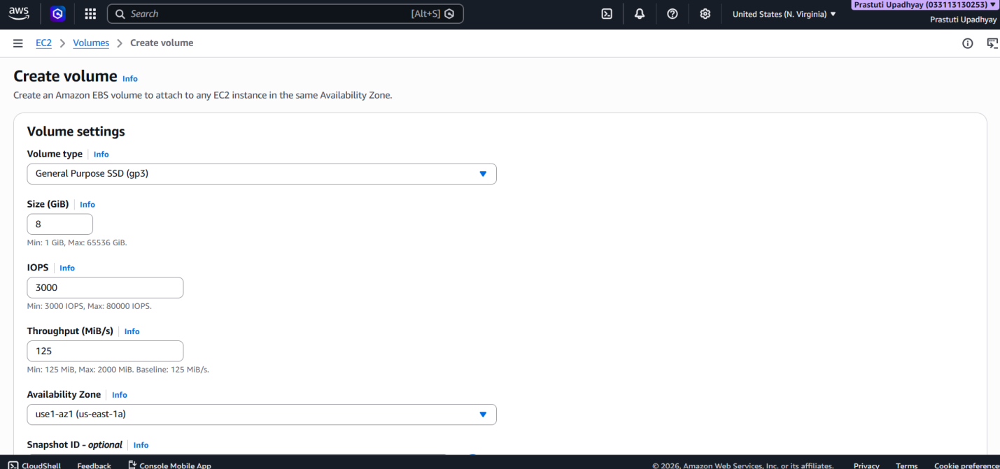 aws
Search
[Alt+S]
United States (N. Virginia)
Prastuti Upadhyay (033113130253)
Prastuti Upadhyay
EC2
Volumes
Create volume
Create volume Info
Create an Amazon EBS volume to attach to any EC2 instance in the same Availability Zone.
Volume settings
Volume type Info
General Purpose SSD (gp3)
Size (GiB) Info
8
Min: 1 GiB, Max: 65536 GiB.
IOPS Info
3000
Min: 3000 IOPS, Max: 80000 IOPS.
Throughput (MiB/s) Info
125
Min: 125 MiB, Max: 2000 MiB. Baseline: 125 MiB/s.
Availability Zone Info
use1-az1 (us-east-1a)
Snapshot ID - optional Info
CloudShell Feedback Console Mobile App © 2026, Amazon Web Services, Inc. or its affiliates. Privacy Terms Cookie preferences